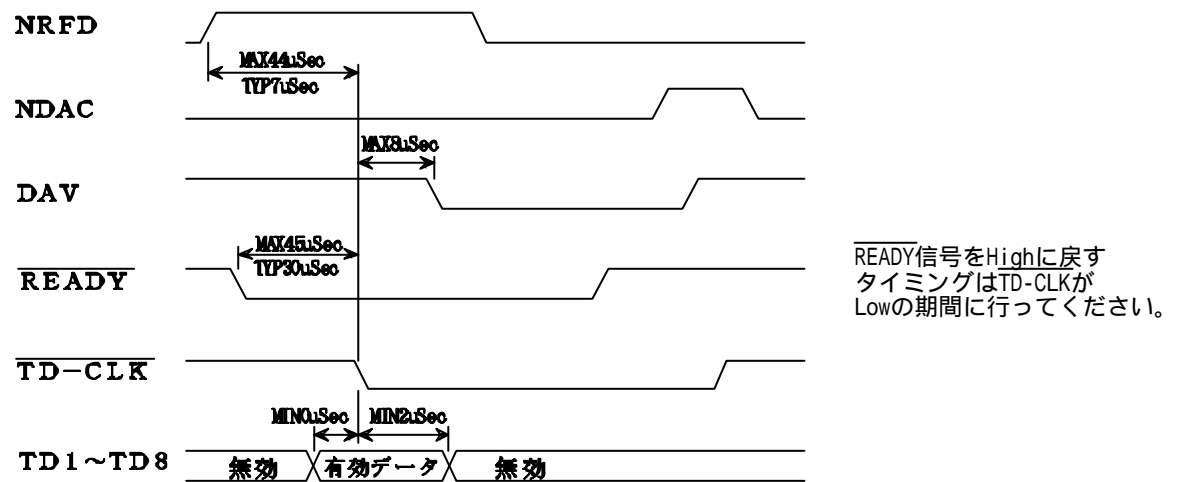 NRFD
MAX44uSec
TYP7uSec
NDAC
MAX8uSec
DAV
MAX45uSec
TYP30uSec
READY
READY信号をHighに戻す
タイミングはTD-CLKが
Lowの期間に行ってください。
TD-CLK
MIN0uSec MIN2uSec
TD1~TD8 無効 有効データ 無効